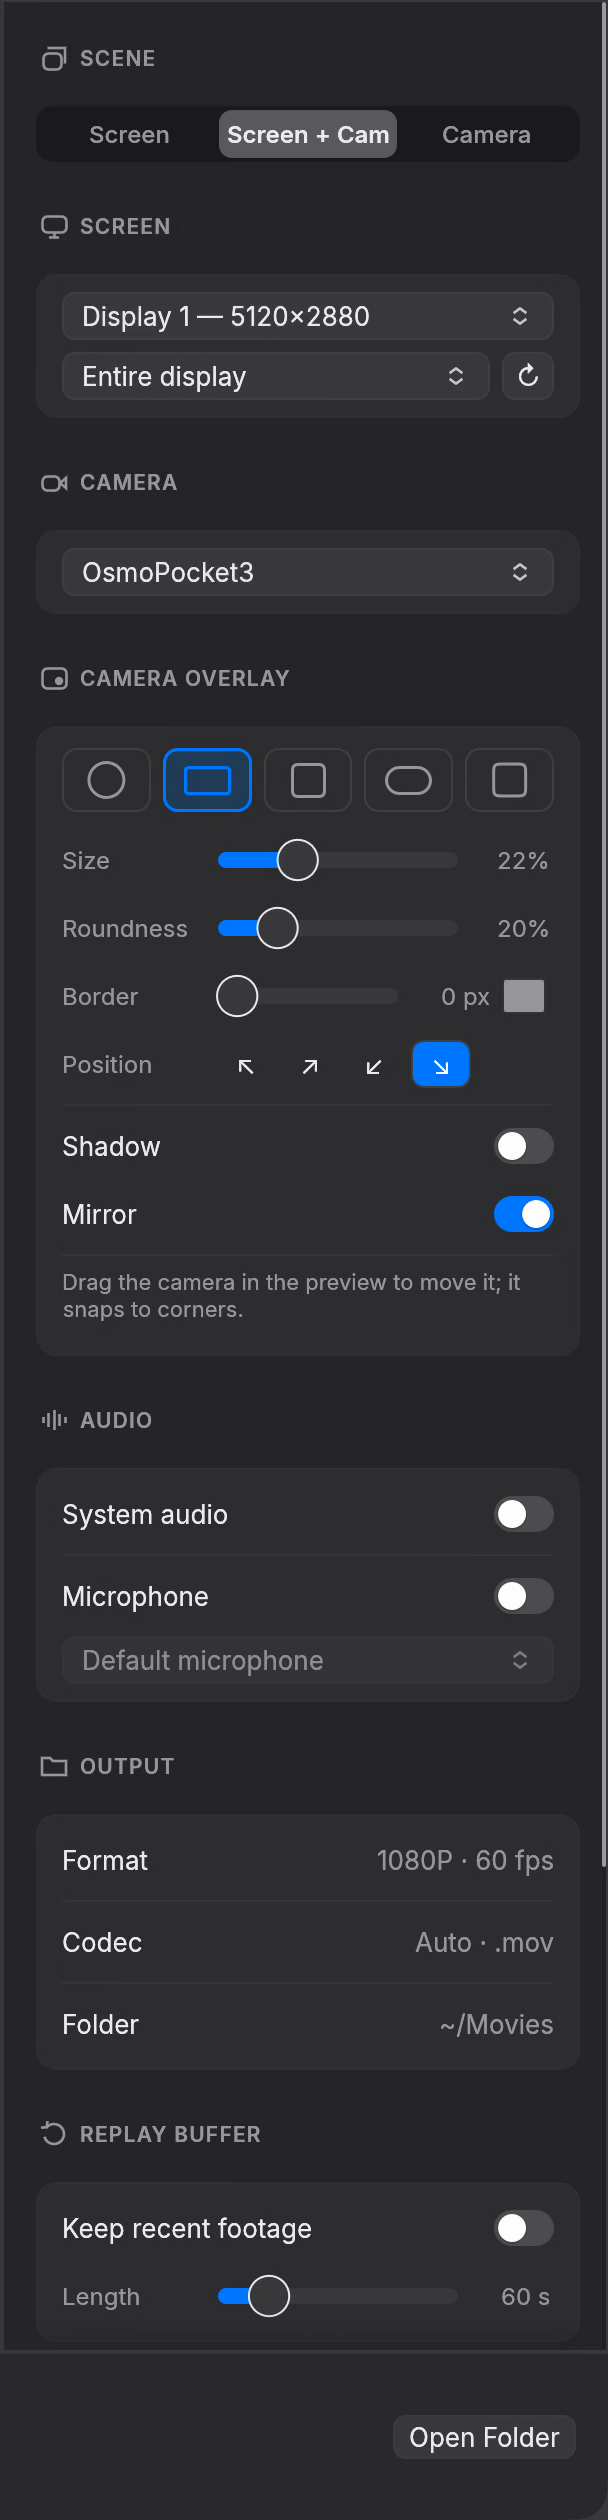 SCENE
Screen
Screen + Cam
Camera
SCREEN
Display 1 — 5120×2880
Entire display
CAMERA
OsmoPocket3
CAMERA OVERLAY
Size 22%
Roundness 20%
Border 0 px
Position
Shadow
Mirror
Drag the camera in the preview to move it; it
snaps to corners.
AUDIO
System audio
Microphone
Default microphone
OUTPUT
Format 1080P · 60 fps
Codec Auto · .mov
Folder ~/Movies
REPLAY BUFFER
Keep recent footage
Length 60 s
Open Folder